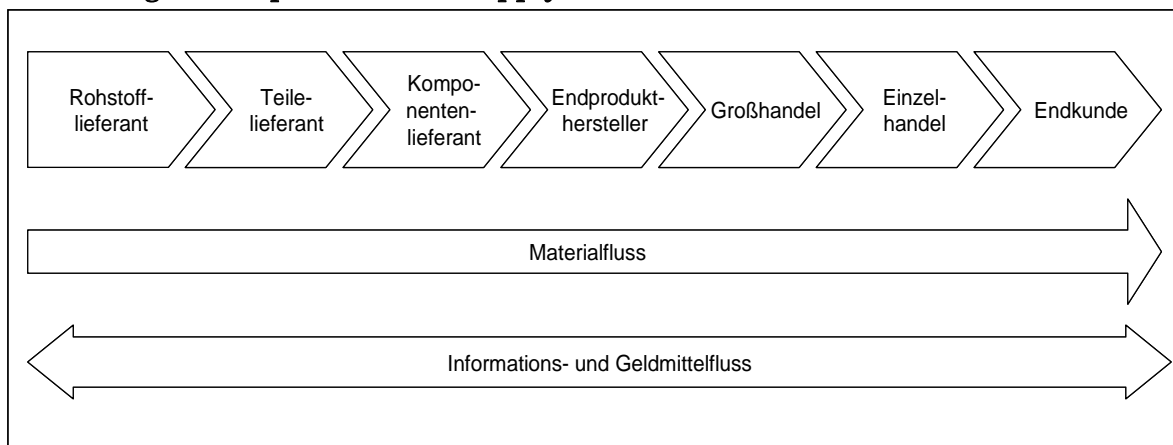 Rohstoff-
lieferant
Teile-
lieferant
Kompo-
nenten-
lieferant
Endprodukt-
hersteller
Großhandel
Einzel-
handel
Endkunde
Materialfluss
Informations- und Geldmittelfluss